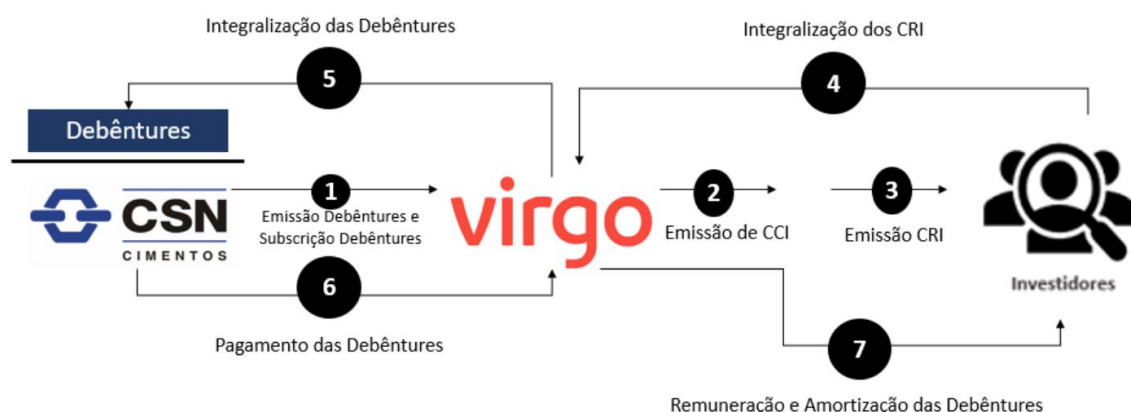 Integralização das Debêntures
Integralização dos CRI
5
4
Debêntures
CSN
CIMENTOS
1
Emissão Debêntures e
Subscrição Debêntures
virgo
2
Emissão de CCI
3
Emissão CRI
Investidores
6
Pagamento das Debêntures
7
Remuneração e Amortização das Debêntures